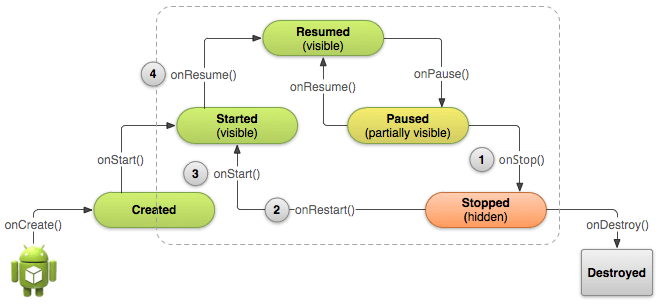 Resumed
(visible)
4
onResume()
onResume()
onPause()
Started
(visible)
Paused
(partially visible)
onStart()
3
onStart()
1
onStop()
Created
2
onRestart()
Stopped
(hidden)
onCreate()
onDestroy()
Destroyed